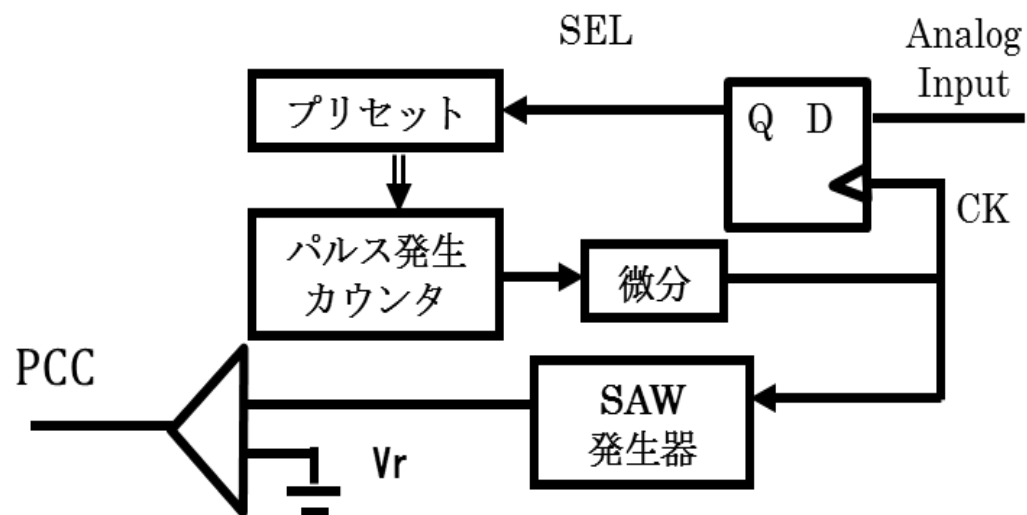 SEL
Analog
Input
プリセット
Q D
CK
パルス発生
カウンタ
微分
PCC
SAW
発生器
Vr